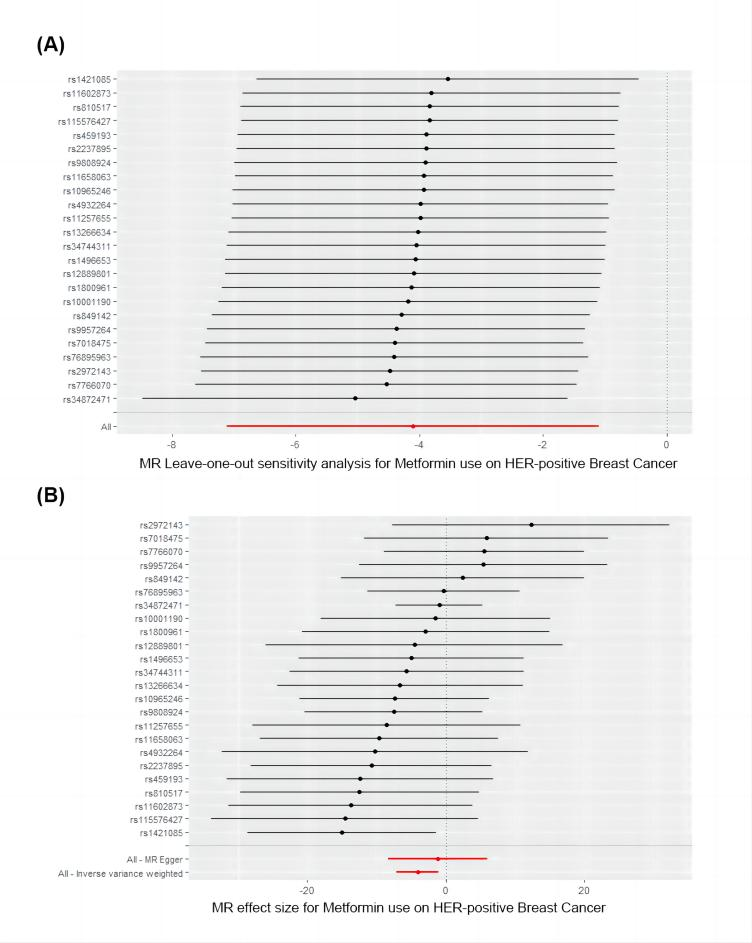 (A)
rs1421085
rs11602873
rs810517
rs115576427
rs459193
rs2237895
rs9808924
rs11658063
rs10965246
rs4932264
rs11257655
rs13266634
rs34744311
rs1496653
rs12889801
rs1800961
rs10001190
rs849142
rs9957264
rs7018475
rs76895963
rs2972143
rs7766070
rs34872471
All
-8 -6 -4 -2 0
MR Leave-one-out sensitivity analysis for Metformin use on HER-positive Breast Cancer
(B)
rs2972143
rs7018475
rs7766070
rs9957264
rs849142
rs76895963
rs34872471
rs10001190
rs1800961
rs12889801
rs1496653
rs34744311
rs13266634
rs10965246
rs9808924
rs11257655
rs11658063
rs4932264
rs2237895
rs459193
rs810517
rs11602873
rs115576427
rs1421085
All - MR Egger
All - Inverse variance weighted
-20 0 20
MR effect size for Metformin use on HER-positive Breast Cancer